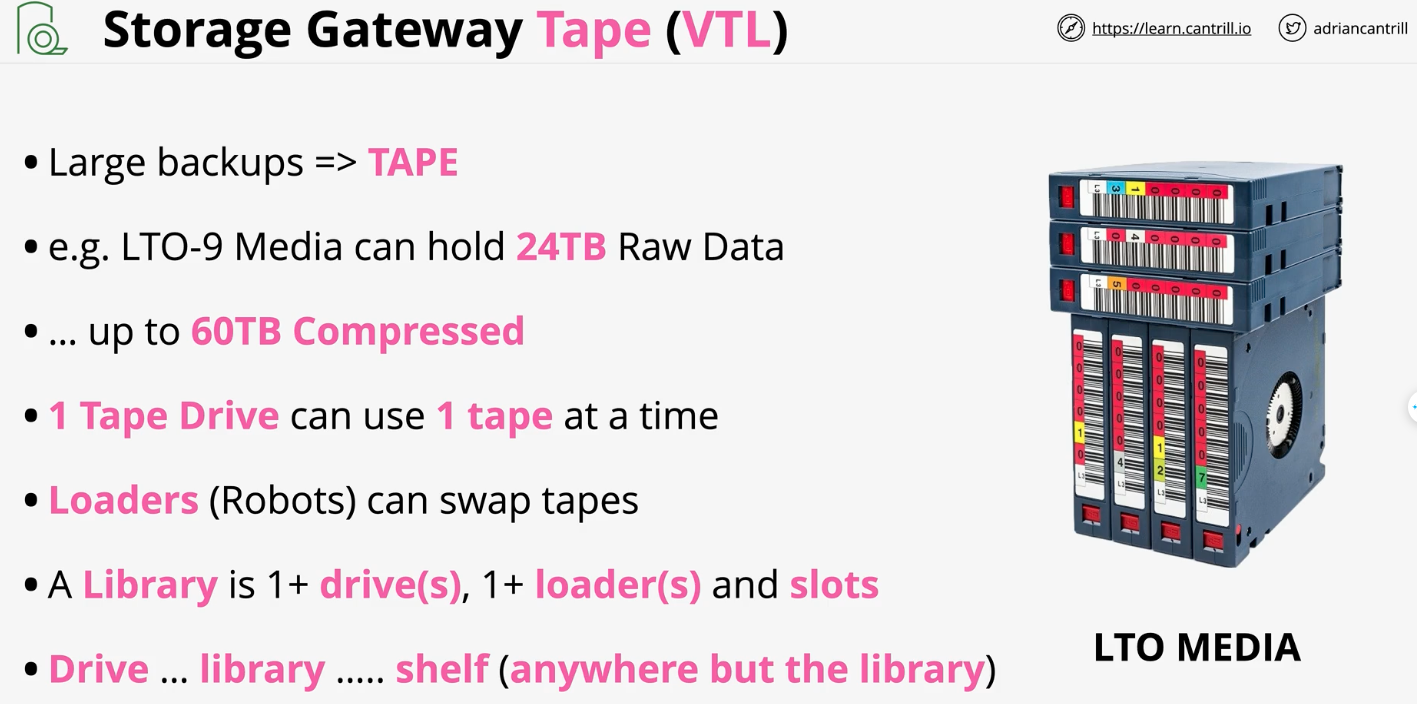 Storage Gateway Tape (VTL)
https://learn.cantrill.io
adriancantrill
• Large backups => TAPE
• e.g. LTO-9 Media can hold 24TB Raw Data
• ... up to 60TB Compressed
• 1 Tape Drive can use 1 tape at a time
• Loaders (Robots) can swap tapes
• A Library is 1+ drive(s), 1+ loader(s) and slots
• Drive ... library ..... shelf (anywhere but the library)
LTO MEDIA